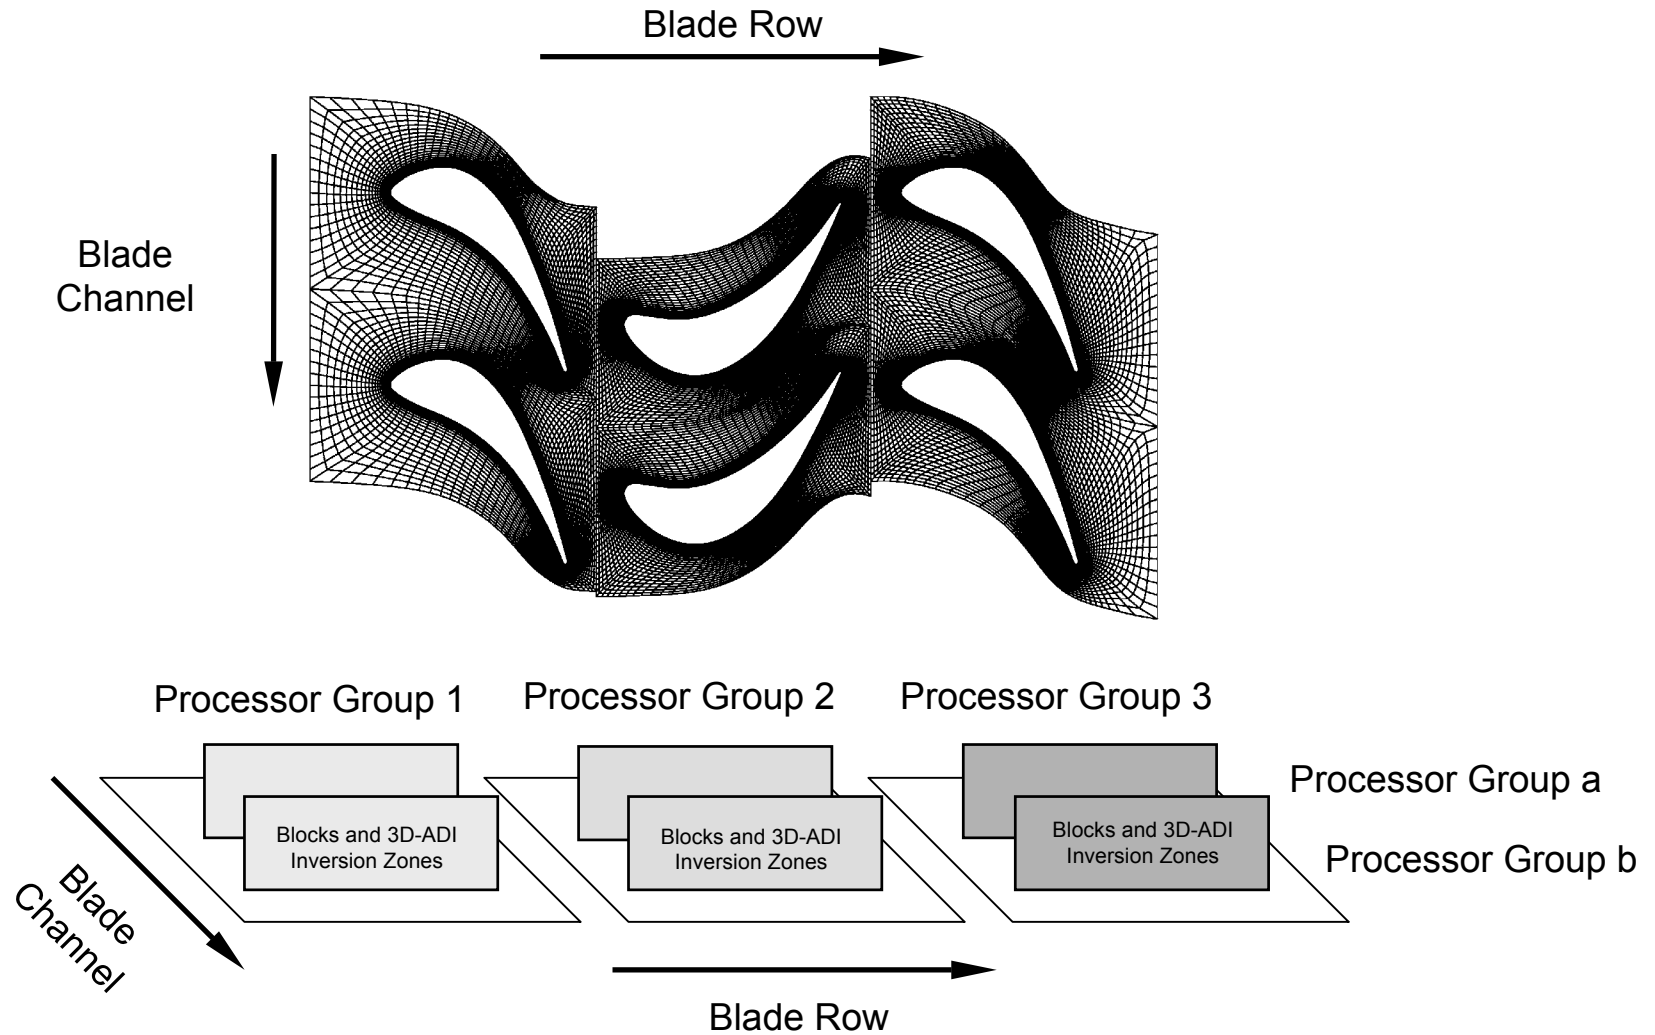 Blade Row
Blade
Channel
Processor Group 1
Processor Group 2
Processor Group 3
Processor Group a
Blocks and 3D-ADI
Inversion Zones
Blocks and 3D-ADI
Inversion Zones
Blocks and 3D-ADI
Inversion Zones
Processor Group b
Blade
Channel
Blade Row